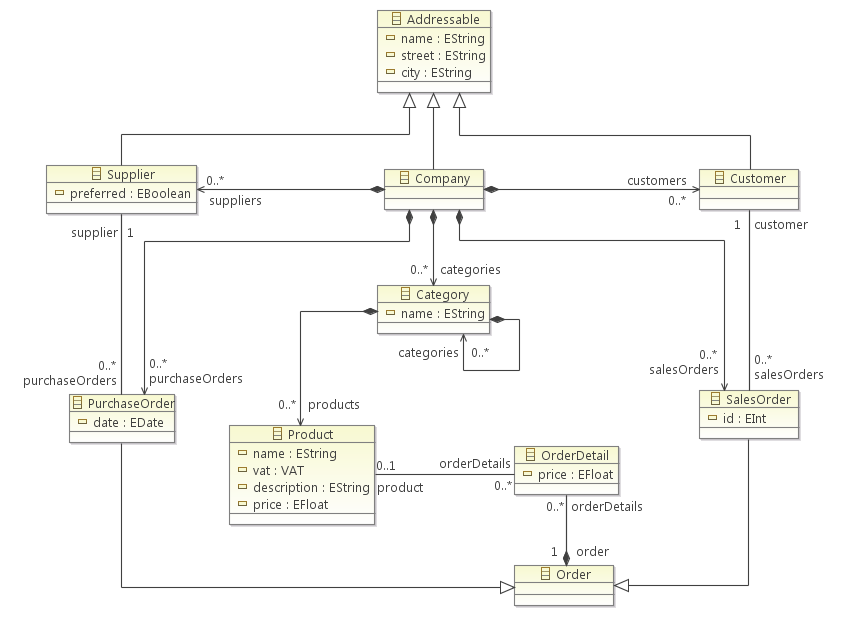 Addressable
name : EString
street : EString
city : EString
Supplier
preferred : EBoolean
0..*
suppliers
Company
customers
0..*
Customer
supplier 1
1 customer
0..* categories
Category
name : EString
categories 0..*
0..*
purchaseOrders
0..*
purchaseOrders
0..*
salesOrders
0..*
salesOrders
PurchaseOrder
date : EDate
0..* products
SalesOrder
id : EInt
Product
name : EString
vat : VAT
description : EString
price : EFloat
0..1
product
orderDetails
0..*
OrderDetail
price : EFloat
0..* orderDetails
1 order
Order